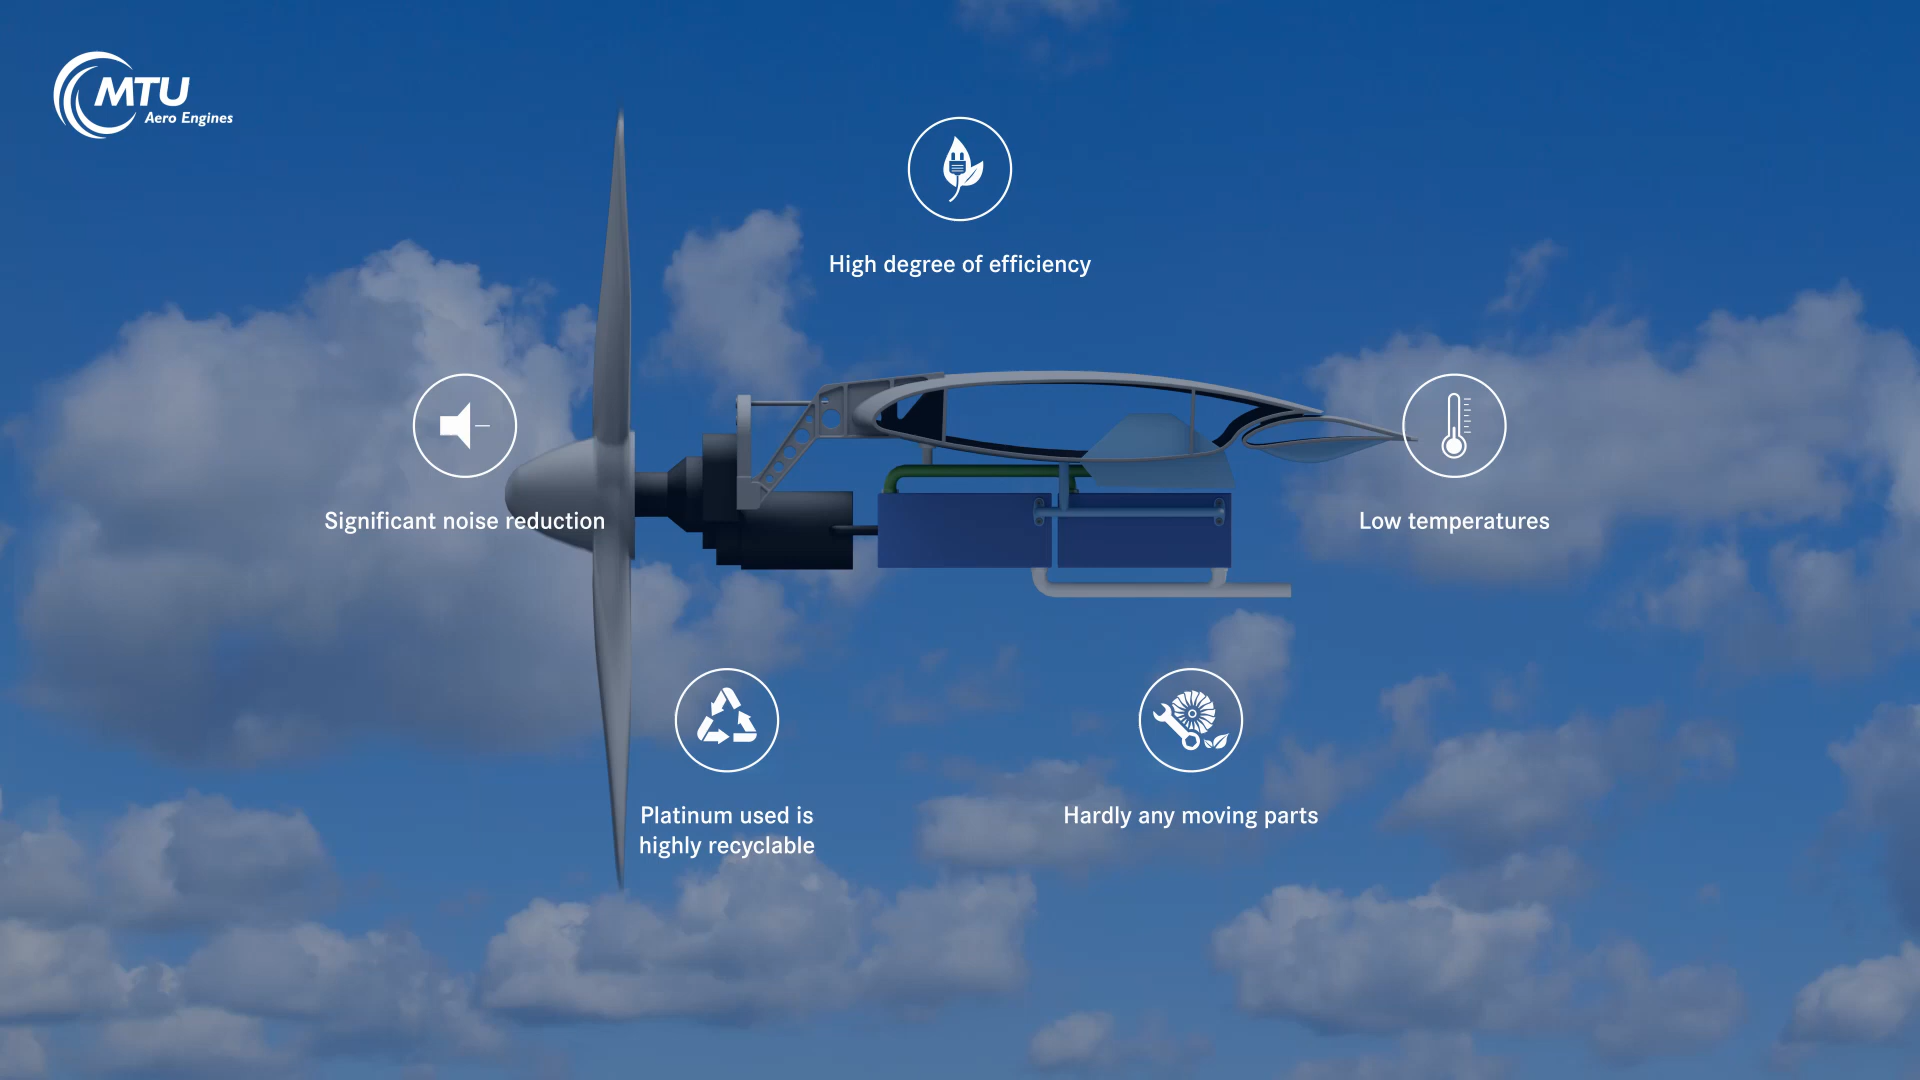 MTU
Aero Engines
High degree of efficiency
Significant noise reduction
Low temperatures
Platinum used is
highly recyclable
Hardly any moving parts